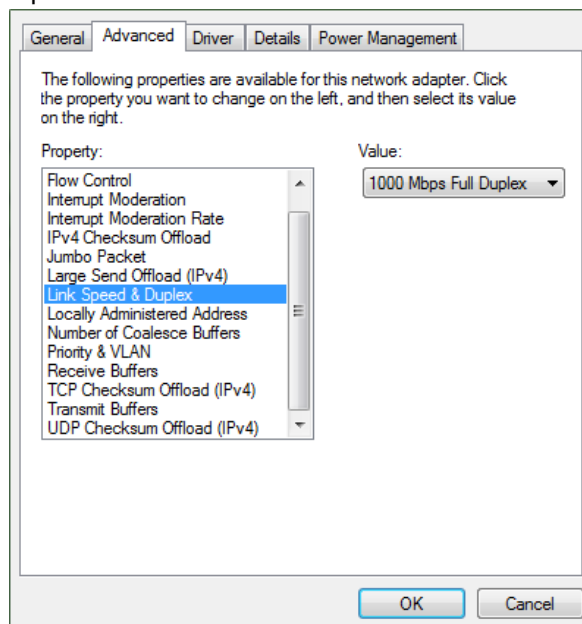 General Advanced Driver Details Power Management
The following properties are available for this network adapter. Click
the property you want to change on the left, and then select its value
on the right.
Property:
Value:
Flow Control
Interrupt Moderation
Interrupt Moderation Rate
IPv4 Checksum Offload
Jumbo Packet
Large Send Offload (IPv4)
Link Speed & Duplex
Locally Administered Address
Number of Coalesce Buffers
Priority & VLAN
Receive Buffers
TCP Checksum Offload (IPv4)
Transmit Buffers
UDP Checksum Offload (IPv4)
1000 Mbps Full Duplex
OK Cancel